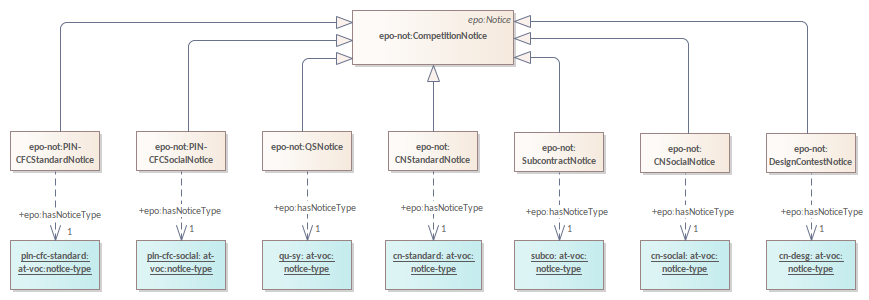 epo:Notice
epo-not:CompetitionNotice
epo-not:PIN-
CFCStandardNotice
epo-not:PIN-
CFCSocialNotice
epo-not:QSNotice
epo-not:
CNStandardNotice
epo-not:
SubcontractNotice
epo-not:
CNSocialNotice
epo-not:
DesignContestNotice
+epo:hasNoticeType
+epo:hasNoticeType
+epo:hasNoticeType
+epo:hasNoticeType
+epo:hasNoticeType
+epo:hasNoticeType
+epo:hasNoticeType
1
1
1
1
1
1
1
pin-cfc-standard:
at-voc:notice-type
pin-cfc-social: at-
voc:notice-type
qu-sy: at-voc:
notice-type
cn-standard: at-voc:
notice-type
subco: at-voc:
notice-type
cn-social: at-voc:
notice-type
cn-desg: at-voc:
notice-type